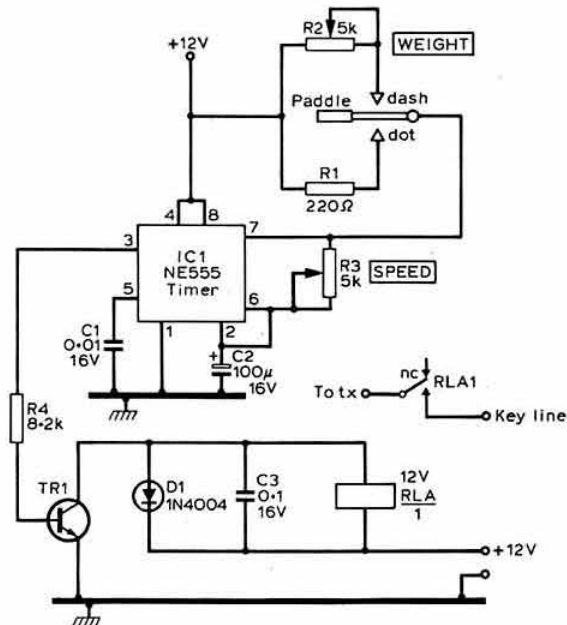 R2 5k
WEIGHT
+12V
Paddle
dash
dot
R1
220Ω
4 8
3
7
IC1
NE555
Timer
R3
5k
SPEED
5
6
1
2
C1
0·01
16V
+
C2
100μ
16V
nc
RLA1
To tx
Key line
R4
8·2k
TR1
D1
1N4004
C3
0·1
16V
12V
RLA
1
+12V